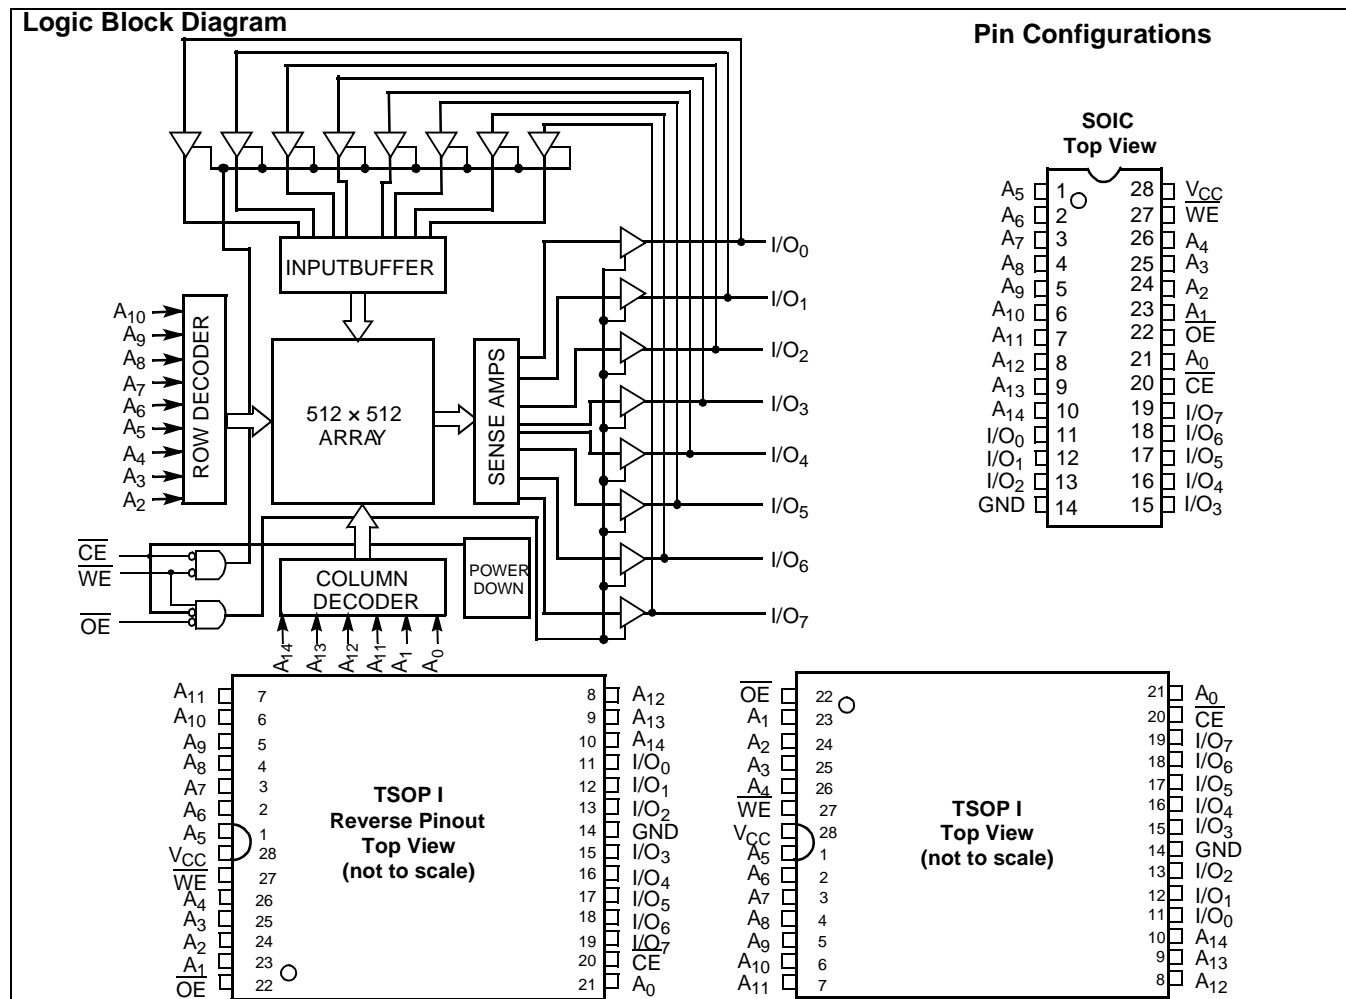 Logic Block Diagram
Pin Configurations
INPUTBUFFER
I/O0
I/O1
I/O2
I/O3
I/O4
I/O5
I/O6
I/O7
A10
A9
A8
A7
A6
A5
A4
A3
A2
ROW DECODER
512 × 512
ARRAY
SENSE AMPS
CE
WE
OE
COLUMN
DECODER
POWER
DOWN
A14
A13
A12
A11
A1
A0
SOIC
Top View
A5 1 28 VCC
A6 2 27 WE
A7 3 26 A4
A8 4 25 A3
A9 5 24 A2
A10 6 23 A1
A11 7 22 OE
A12 8 21 A0
A13 9 20 CE
A14 10 19 I/O7
I/O0 11 18 I/O6
I/O1 12 17 I/O5
I/O2 13 16 I/O4
GND 14 15 I/O3
A11 7 8 A12
A10 6 9 A13
A9 5 10 A14
A8 4 11 I/O0
A7 3 12 I/O1
A6 2 13 I/O2
A5 1 14 GND
VCC 28 15 I/O3
WE 27 16 I/O4
A4 26 17 I/O5
A3 25 18 I/O6
A2 24 19 I/O7
A1 23 20 CE
OE 22 21 A0
TSOP I
Reverse Pinout
Top View
(not to scale)
OE 22 21 A0
A1 23 20 CE
A2 24 19 I/O7
A3 25 18 I/O6
A4 26 17 I/O5
WE 27 16 I/O4
VCC 28 15 I/O3
A5 1 14 GND
A6 2 13 I/O2
A7 3 12 I/O1
A8 4 11 I/O0
A9 5 10 A14
A10 6 9 A13
A11 7 8 A12
TSOP I
Top View
(not to scale)